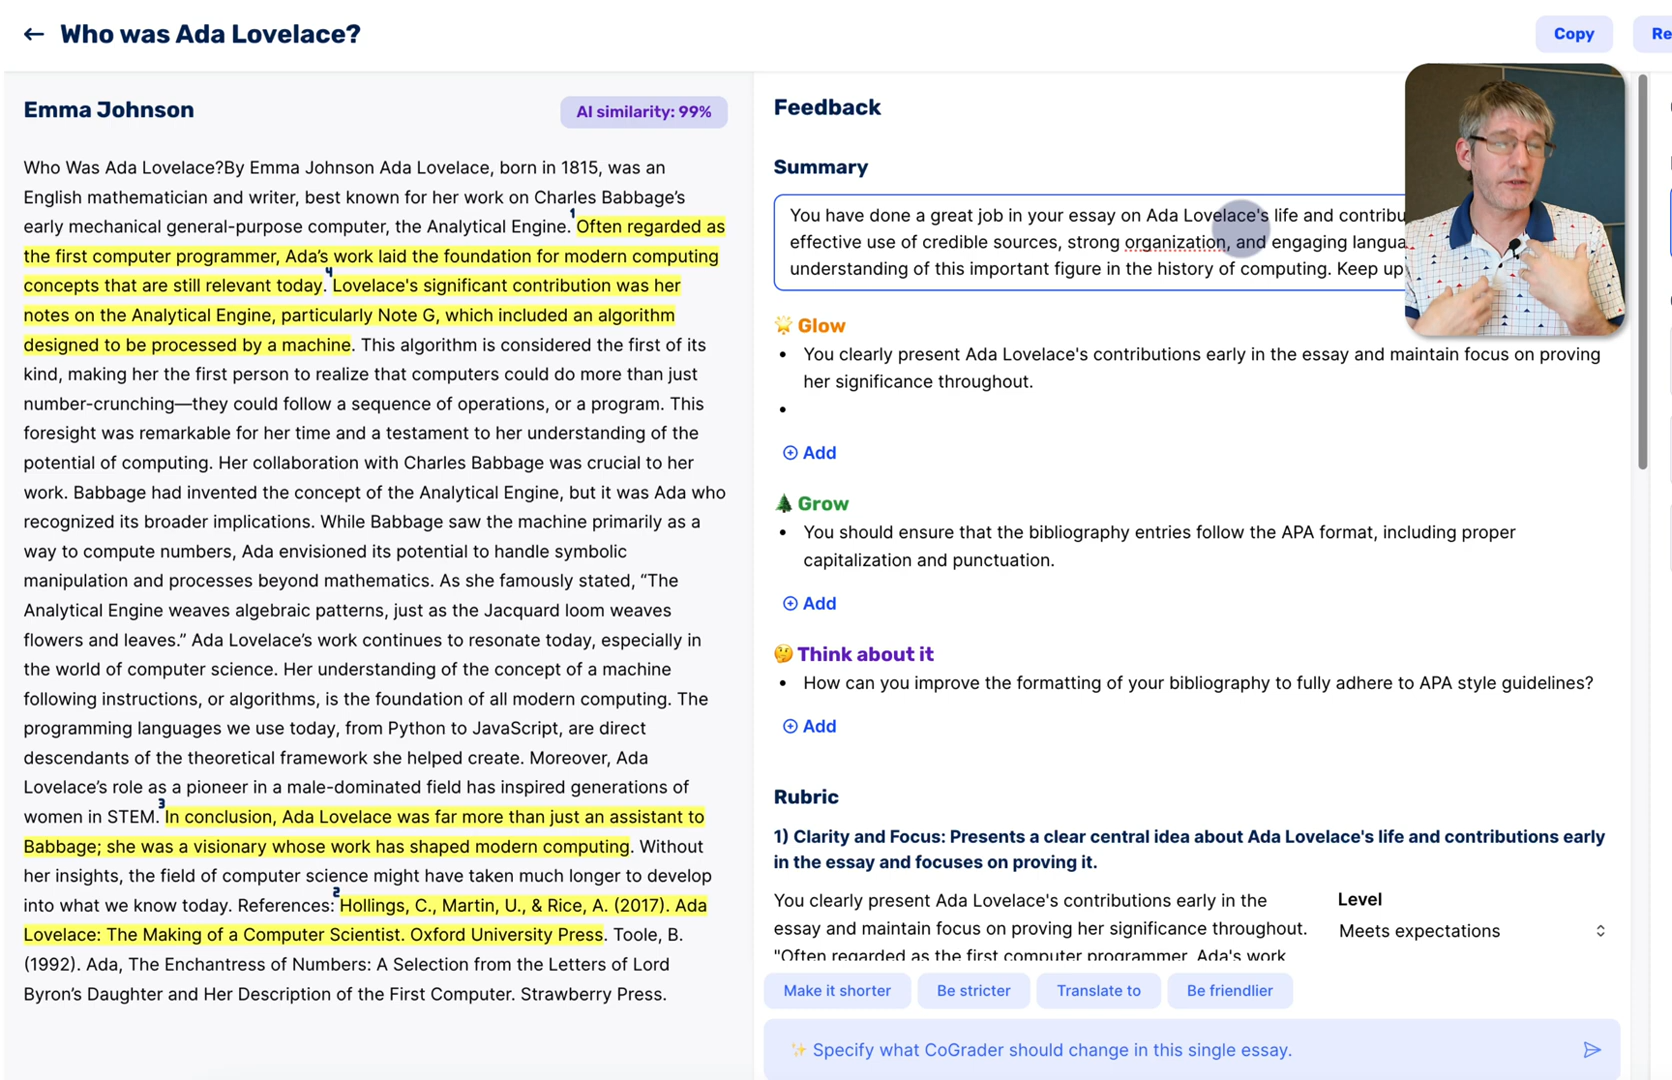 ← Who was Ada Lovelace?
Copy
Re
Emma Johnson
AI similarity: 99%
Who Was Ada Lovelace?By Emma Johnson Ada Lovelace, born in 1815, was an
English mathematician and writer, best known for her work on Charles Babbage’s
early mechanical general-purpose computer, the Analytical Engine. 1 Often regarded as
the first computer programmer, Ada’s work laid the foundation for modern computing
concepts that are still relevant today. 4 Lovelace's significant contribution was her
notes on the Analytical Engine, particularly Note G, which included an algorithm
designed to be processed by a machine. This algorithm is considered the first of its
kind, making her the first person to realize that computers could do more than just
number-crunching—they could follow a sequence of operations, or a program. This
foresight was remarkable for her time and a testament to her understanding of the
potential of computing. Her collaboration with Charles Babbage was crucial to her
work. Babbage had invented the concept of the Analytical Engine, but it was Ada who
recognized its broader implications. While Babbage saw the machine primarily as a
way to compute numbers, Ada envisioned its potential to handle symbolic
manipulation and processes beyond mathematics. As she famously stated, “The
Analytical Engine weaves algebraic patterns, just as the Jacquard loom weaves
flowers and leaves.” Ada Lovelace’s work continues to resonate today, especially in
the world of computer science. Her understanding of the concept of a machine
following instructions, or algorithms, is the foundation of all modern computing. The
programming languages we use today, from Python to JavaScript, are direct
descendants of the theoretical framework she helped create. Moreover, Ada
Lovelace’s role as a pioneer in a male-dominated field has inspired generations of
women in STEM. 3 In conclusion, Ada Lovelace was far more than just an assistant to
Babbage; she was a visionary whose work has shaped modern computing. Without
her insights, the field of computer science might have taken much longer to develop
into what we know today. References: 2 Hollings, C., Martin, U., & Rice, A. (2017). Ada
Lovelace: The Making of a Computer Scientist. Oxford University Press. Toole, B.
(1992). Ada, The Enchantress of Numbers: A Selection from the Letters of Lord
Byron’s Daughter and Her Description of the First Computer. Strawberry Press.
Feedback
Summary
You have done a great job in your essay on Ada Lovelace's life and contribu
effective use of credible sources, strong organization, and engaging langua
understanding of this important figure in the history of computing. Keep up
🌟 Glow
• You clearly present Ada Lovelace's contributions early in the essay and maintain focus on proving
her significance throughout.
•
Add
🌲 Grow
• You should ensure that the bibliography entries follow the APA format, including proper
capitalization and punctuation.
Add
🤔 Think about it
• How can you improve the formatting of your bibliography to fully adhere to APA style guidelines?
Add
Rubric
1) Clarity and Focus: Presents a clear central idea about Ada Lovelace's life and contributions early
in the essay and focuses on proving it.
You clearly present Ada Lovelace's contributions early in the
essay and maintain focus on proving her significance throughout.
"Often regarded as the first computer programmer, Ada's work
Level
Meets expectations
Make it shorter
Be stricter
Translate to
Be friendlier
✨ Specify what CoGrader should change in this single essay.